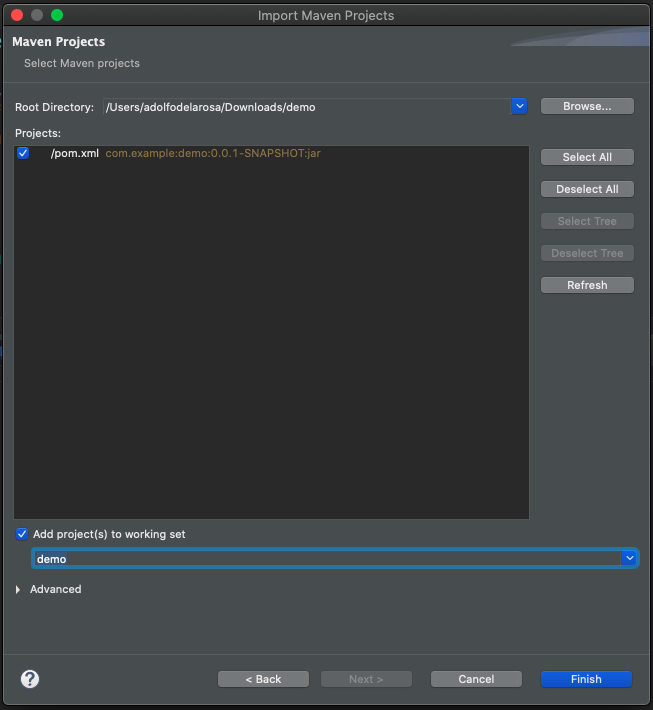 Import Maven Projects
Maven Projects
Select Maven projects
Root Directory: /Users/adolfodelarosa/Downloads/demo Browse...
Projects:
/pom.xml com.example:demo:0.0.1-SNAPSHOT:jar
Select All
Deselect All
Select Tree
Deselect Tree
Refresh
Add project(s) to working set
demo
Advanced
? < Back Next > Cancel Finish